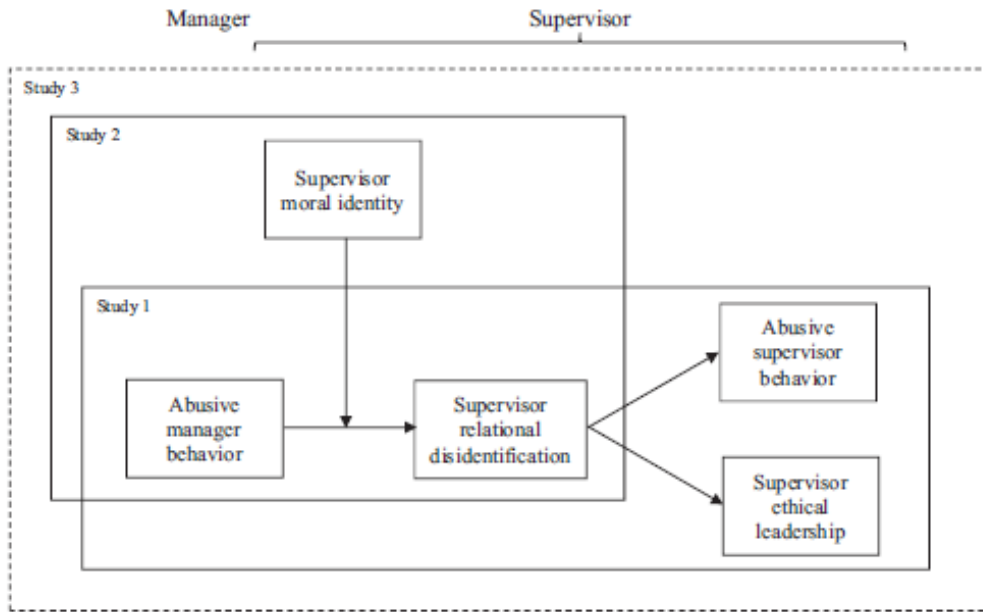 Manager
Supervisor
Study 3
Study 2
Supervisor
moral identity
Study 1
Abusive
manager
behavior
Supervisor
relational
disidentification
Abusive
supervisor
behavior
Supervisor
ethical
leadership